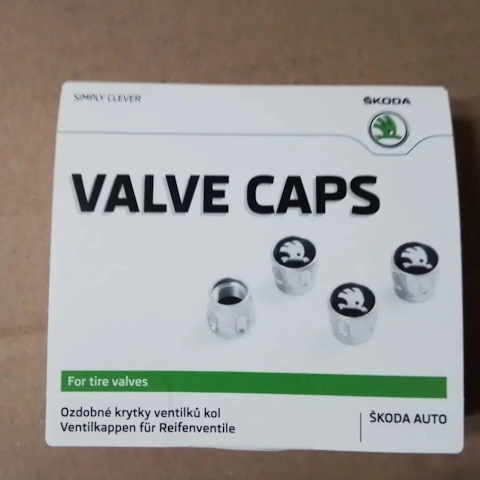 SIMPLY CLEVER
ŠKODA
VALVE CAPS
For tire valves
Ozdobné krytky ventilků kol
Ventilkappen für Reifenventile
ŠKODA AUTO